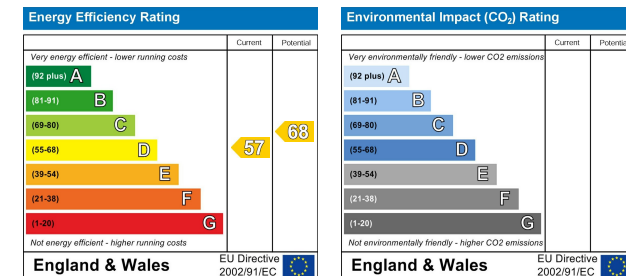 Energy Efficiency Rating
Current Potential
Very energy efficient - lower running costs
(92 plus) A
(81-91) B
(69-80) C
68
(55-68) D
57
(39-54) E
(21-38) F
(1-20) G
Not energy efficient - higher running costs
England & Wales
EU Directive
2002/91/EC
Environmental Impact (CO₂) Rating
Current Potential
Very environmentally friendly - lower CO2 emissions
(92 plus) A
(81-91) B
(69-80) C
(55-68) D
(39-54) E
(21-38) F
(1-20) G
Not environmentally friendly - higher CO2 emissions
England & Wales
EU Directive
2002/91/EC